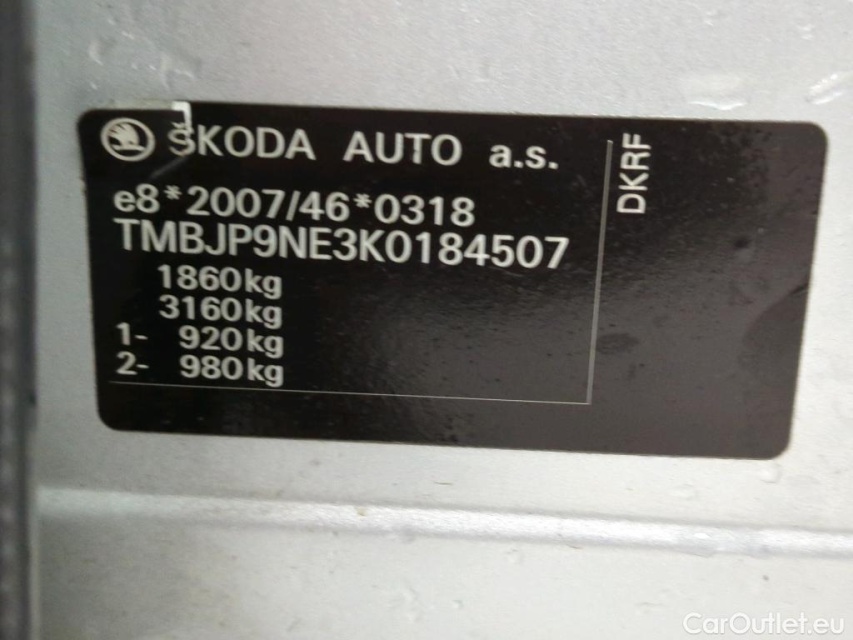 ŠKODA AUTO a.s.
e8*2007/46*0318
TMBJP9NE3K0184507
1860kg
3160kg
1- 920kg
2- 980kg
DKRF
CarOutlet.eu